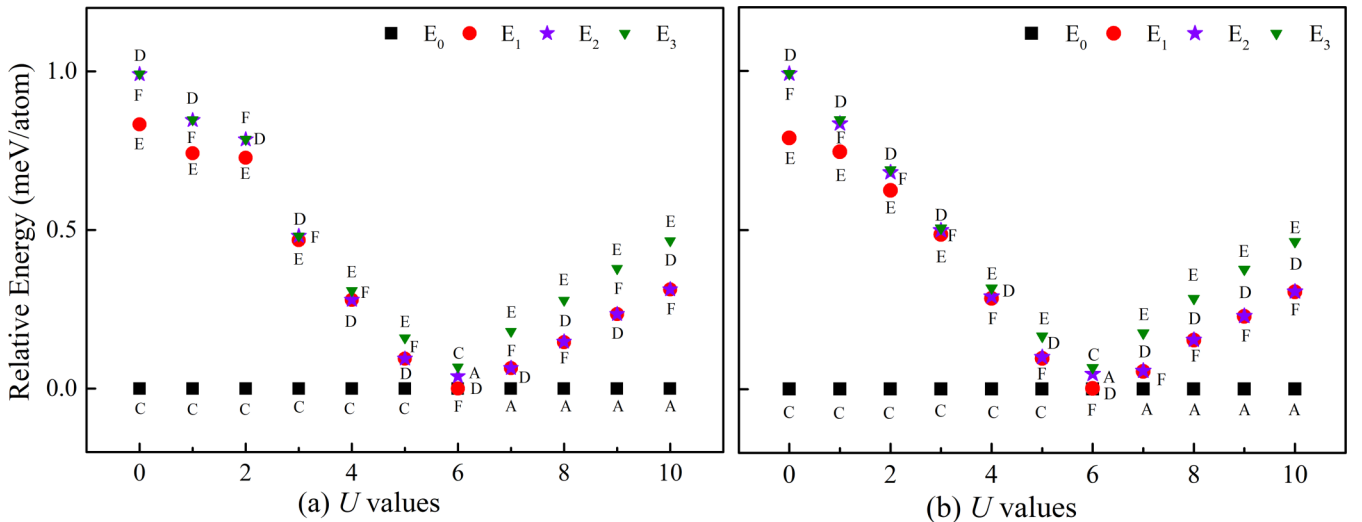 E0 E1 E2 E3
E0 E1 E2 E3
Relative Energy (meV/atom)
1.0
0.5
0.0
D F E
D F E
F D E
D F E
E F D
E F D
C A D F
E F D
E D F
E F D
E D F
C C C C C C A A A A
0 2 4 6 8 10
(a) U values
D F E
D F E
D F E
D F E
E D F
E D F
C A D F
E D F
E D F
E D F
E D F
C C C C C C A A A A
0 2 4 6 8 10
(b) U values